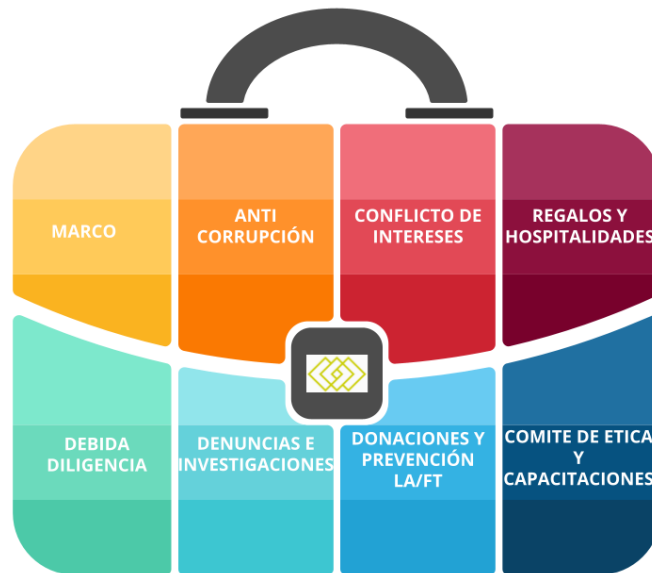 MARCO
ANTI
CORRUPCIÓN
CONFLICTO DE
INTERESES
REGALOS Y
HOSPITALIDADES
DEBIDA
DILIGENCIA
DENUNCIAS E
INVESTIGACIONES
DONACIONES Y
PREVENCIÓN
LA/FT
COMITE DE ETICA
Y
CAPACITACIONES